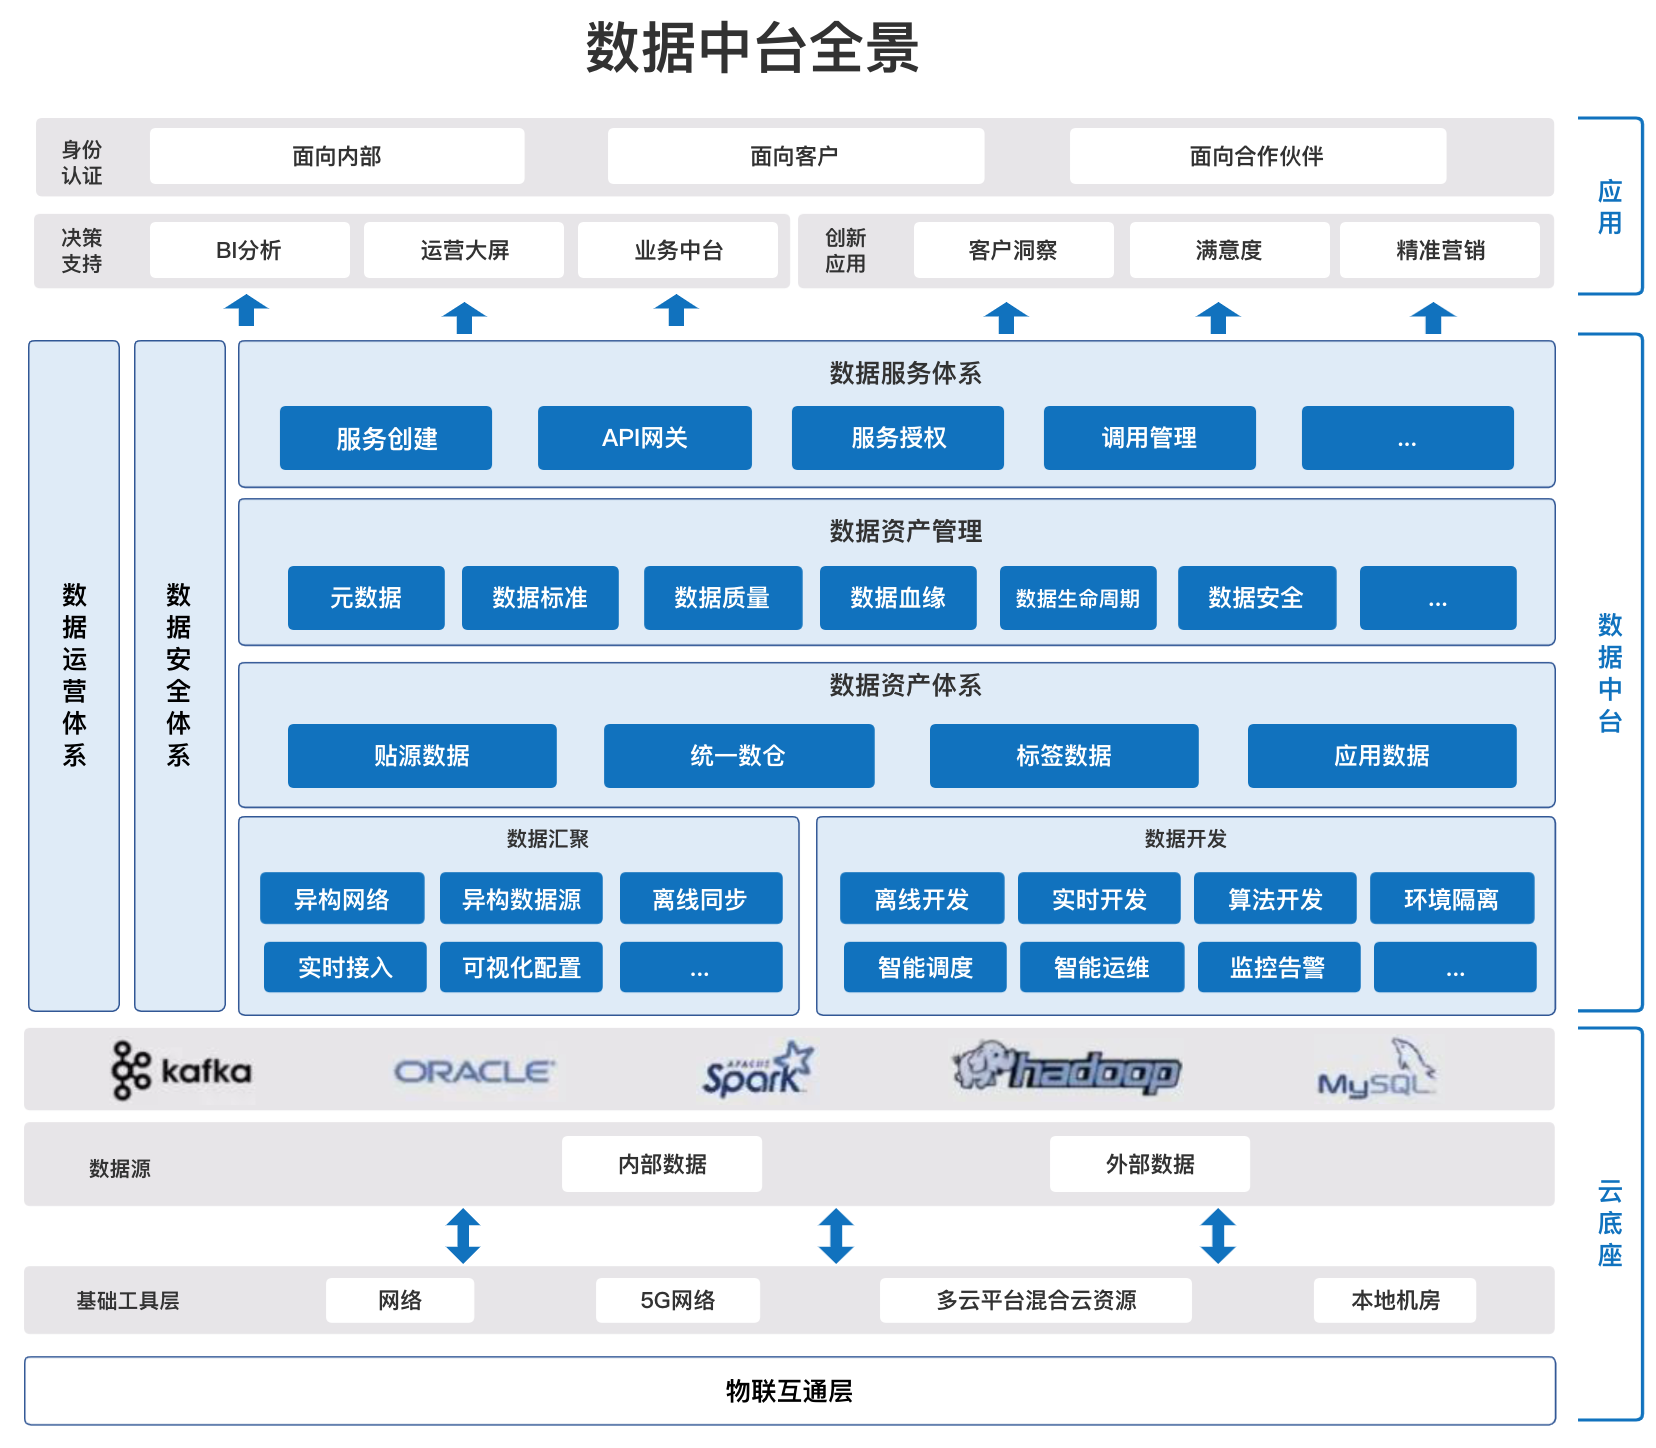 数据中台全景
身份
认证
面向内部
面向客户
面向合作伙伴
应用
决策
支持
BI分析
运营大屏
业务中台
创新
应用
客户洞察
满意度
精准营销
数据运营体系
数据安全体系
数据服务体系
服务创建
API网关
服务授权
调用管理
...
数据资产管理
元数据
数据标准
数据质量
数据血缘
数据生命周期
数据安全
...
数据资产体系
贴源数据
统一数仓
标签数据
应用数据
数据中台
数据汇聚
异构网络
异构数据源
离线同步
实时接入
可视化配置
...
数据开发
离线开发
实时开发
算法开发
环境隔离
智能调度
智能运维
监控告警
...
kafka
ORACLE
APACHE
Spark
hadoop
MySQL
数据源
内部数据
外部数据
云底座
基础工具层
网络
5G网络
多云平台混合云资源
本地机房
物联互通层